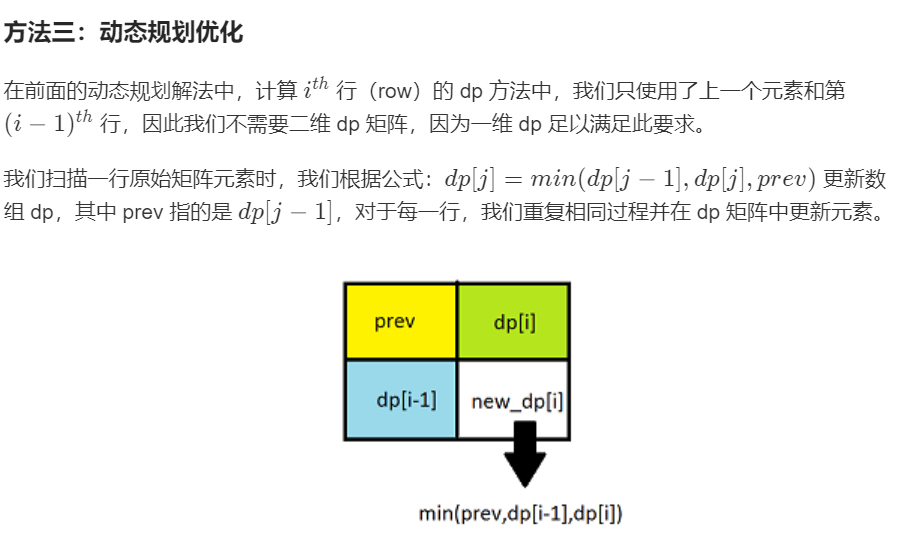 方法三：动态规划优化
在前面的动态规划解法中，计算 i^{th} 行（row）的 dp 方法中，我们只使用了上一个元素和第
(i − 1)^{th} 行，因此我们不需要二维 dp 矩阵，因为一维 dp 足以满足此要求。
我们扫描一行原始矩阵元素时，我们根据公式：dp[j] = min(dp[j − 1], dp[j], prev) 更新数
组 dp，其中 prev 指的是 dp[j − 1]，对于每一行，我们重复相同过程并在 dp 矩阵中更新元素。
prev
dp[i]
dp[i-1]
new_dp[i]
min(prev,dp[i-1],dp[i])